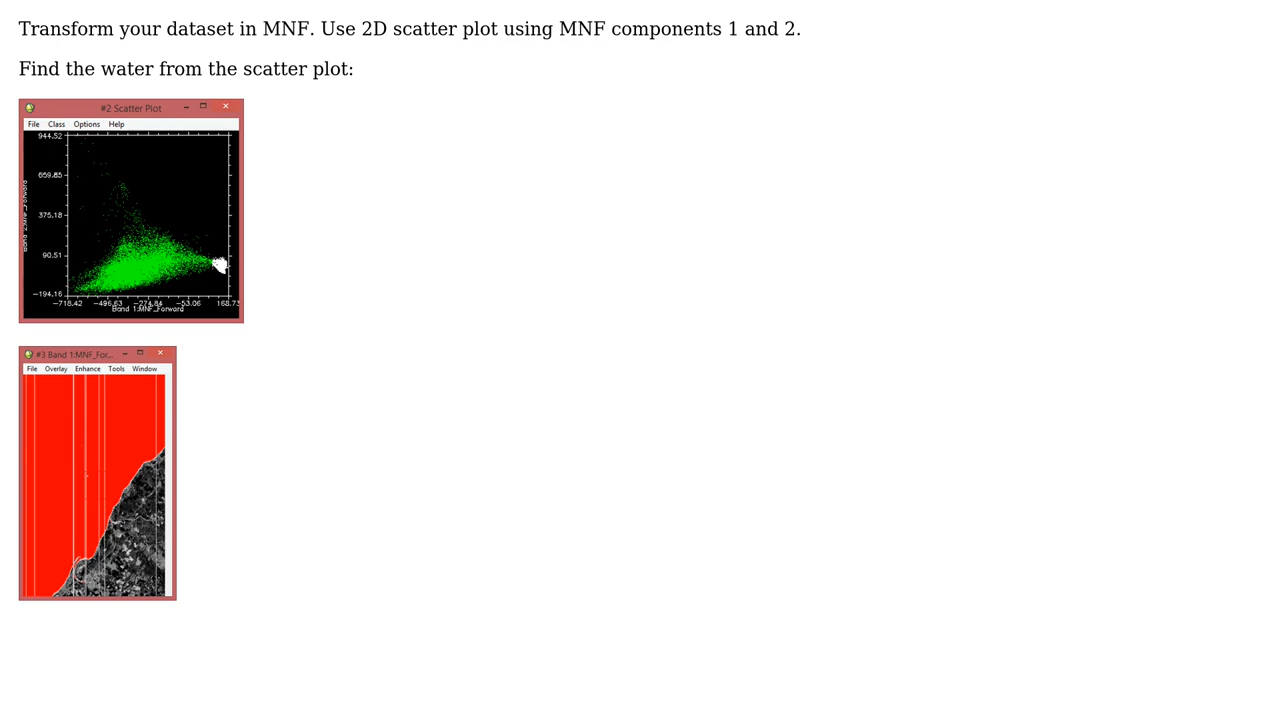 Transform your dataset in MNF. Use 2D scatter plot using MNF components 1 and 2.
Find the water from the scatter plot:
#2 Scatter Plot
File Class Options Help
944.52
659.85
375.18
90.51
-194.16
Band 2:MNF_Forward
-718.42 -496.63 -274.84 -53.06 168.73
Band 1:MNF_Forward
#3 Band 1:MNF_For...
File Overlay Enhance Tools Window